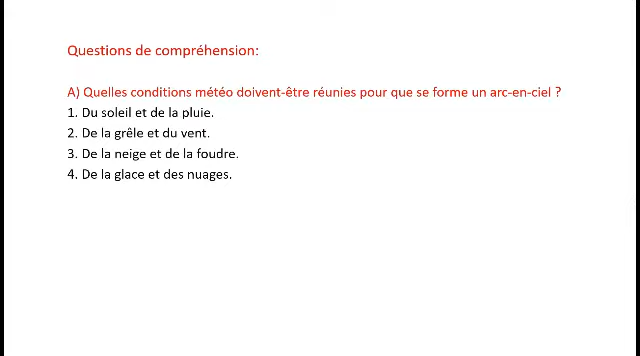 Questions de compréhension:
A) Quelles conditions météo doivent-être réunies pour que se forme un arc-en-ciel ?
1. Du soleil et de la pluie.
2. De la grêle et du vent.
3. De la neige et de la foudre.
4. De la glace et des nuages.